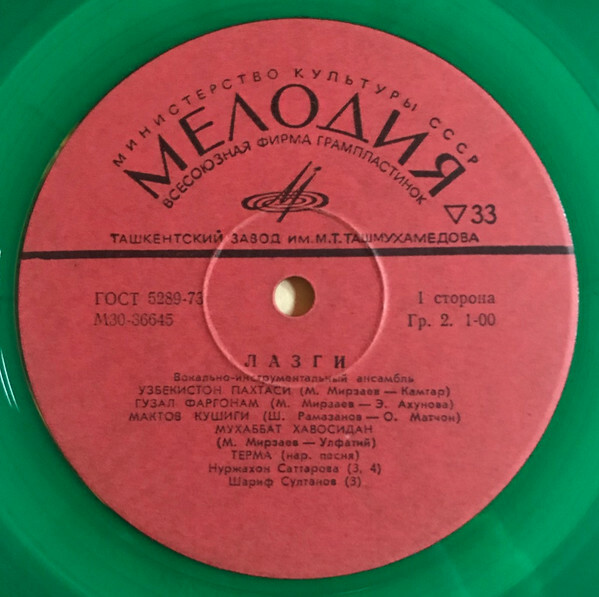 МИНИСТЕРСТВО КУЛЬТУРЫ СССР
МЕЛОДИЯ
ВСЕСОЮЗНАЯ ФИРМА ГРАМПЛАСТИНОК
33
ТАШКЕНТСКИЙ ЗАВОД ИМ. М.Т. ТАШМУХАМЕДОВА
ГОСТ 5289-73
М30-36645
1 сторона
Гр. 2. 1-00
ЛАЗГИ
Вокально-инструментальный ансамбль
УЗБЕКИСТОН ПАХТАСИ (М. Мирзаев — Камтар)
ГУЗАЛ ФАРГОНАМ (М. Мирзаев — Э. Ахунова)
МАКТОВ КУШИГИ (Ш. Рамазанов — О. Матчон)
МУХАББАТ ХАВОСИДАН
(М. Мирзаев — Улфатий)
ТЕРМА (нар. песня)
Нуржахон Саттарова (3, 4)
Шариф Султанов (3)